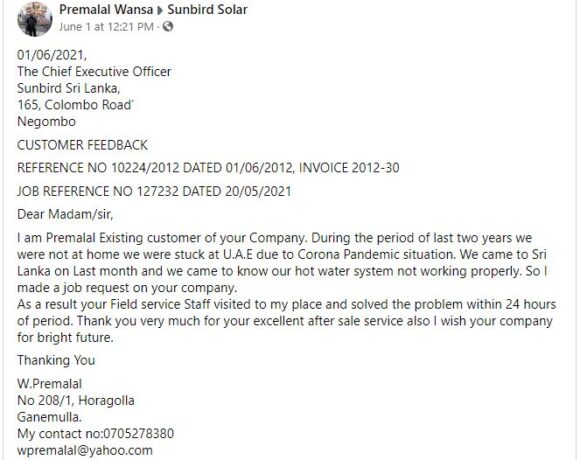 Premalal Wansa ▸ Sunbird Solar
June 1 at 12:21 PM ·
01/06/2021,
The Chief Executive Officer
Sunbird Sri Lanka,
165, Colombo Road'
Negombo
CUSTOMER FEEDBACK
REFERENCE NO 10224/2012 DATED 01/06/2012, INVOICE 2012-30
JOB REFERENCE NO 127232 DATED 20/05/2021
Dear Madam/sir,
I am Premalal Existing customer of your Company. During the period of last two years we
were not at home we were stuck at U.A.E due to Corona Pandemic situation. We came to Sri
Lanka on Last month and we came to know our hot water system not working properly. So I
made a job request on your company.
As a result your Field service Staff visited to my place and solved the problem within 24 hours
of period. Thank you very much for your excellent after sale service also I wish your company
for bright future.
Thanking You
W.Premalal
No 208/1, Horagolla
Ganemulla.
My contact no:0705278380
wpremalal@yahoo.com